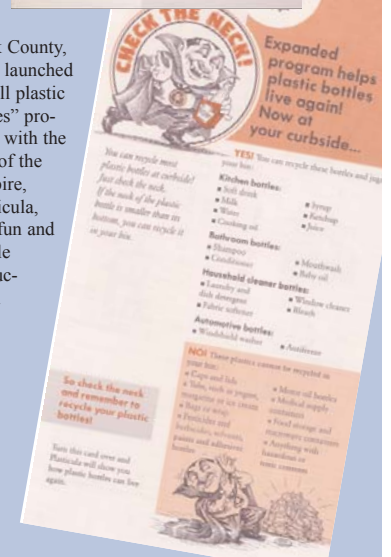 k County,
launched
ll plastic
es” pro-
with the
of the
oire,
icula,
fun and
le
uc-
CHECK THE NECK!
Expanded
program helps
plastic bottles
live again!
Now at
your curbside...
You can recycle most
plastic bottles at curbside!
Just check the neck.
If the neck of the plastic
bottle is smaller than its
bottom, you can recycle it
in your bin.
YES! You can recycle these bottles and jugs
your bin:
Kitchen bottles:
■ Soft drink
■ Milk
■ Water
■ Cooking oil
■ Syrup
■ Ketchup
■ Juice
Bathroom bottles:
■ Shampoo
■ Conditioner
■ Mouthwash
■ Baby oil
Household cleaner bottles:
■ Laundry and
dish detergent
■ Fabric softener
■ Window cleaner
■ Bleach
Automotive bottles:
■ Windshield washer
■ Antifreeze
NO! These plastics cannot be recycled in
your bin:
■ Caps and lids
■ Tubs, such as yogurt,
margarine or ice cream
■ Bags or wrap
■ Pesticides and
herbicides, solvents,
paints and adhesives
bottles
■ Motor oil bottles
■ Medical supply
containers
■ Food storage and
containers
■ Anything with
hazardous or
toxic contents
So check the neck
and remember to
recycle your plastic
bottles!
Turn this card over and
Plasticula will show you
how plastic bottles can live
again.